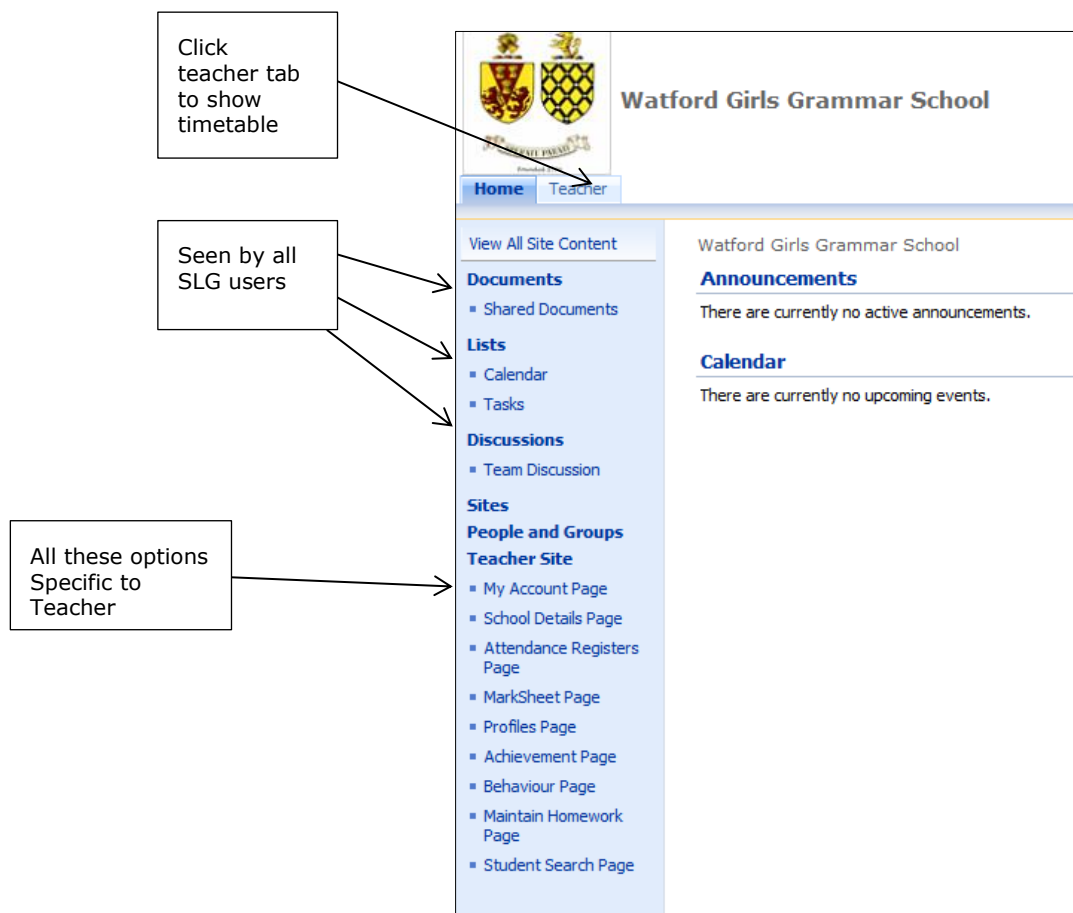 Click
teacher tab
to show
timetable
Watford Girls Grammar School
Home Teacher
Seen by all
SLG users
View All Site Content
Documents
Shared Documents
Lists
Calendar
Tasks
Discussions
Team Discussion
Sites
People and Groups
Teacher Site
All these options
Specific to
Teacher
My Account Page
School Details Page
Attendance Registers
Page
MarkSheet Page
Profiles Page
Achievement Page
Behaviour Page
Maintain Homework
Page
Student Search Page
Watford Girls Grammar School
Announcements
There are currently no active announcements.
Calendar
There are currently no upcoming events.